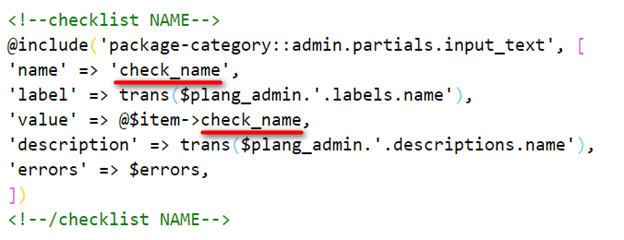 <!--checklist NAME-->
@include('package-category::admin.partials.input_text', [
'name' => 'check_name',
'label' => trans($plang_admin.'.labels.name'),
'value' => @$item->check_name,
'description' => trans($plang_admin.'.descriptions.name'),
'errors' => $errors,
])
<!--/checklist NAME-->